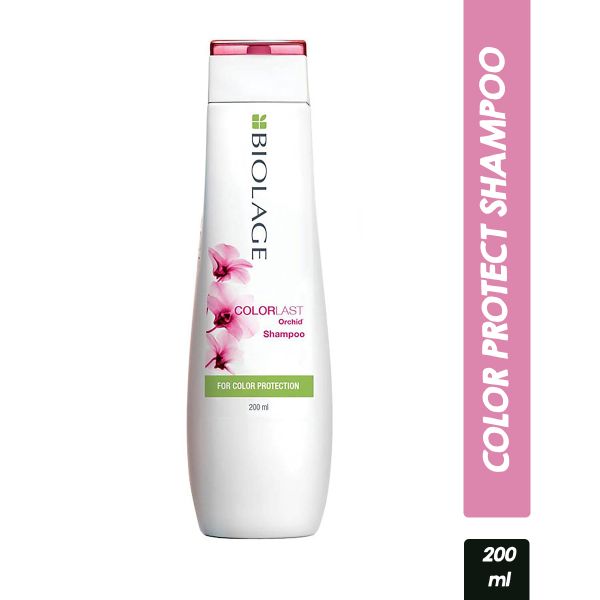 BIOLAGE
COLORLAST
Orchid
Shampoo
FOR COLOR PROTECTION
200 ml
COLOR PROTECT SHAMPOO
200
ml